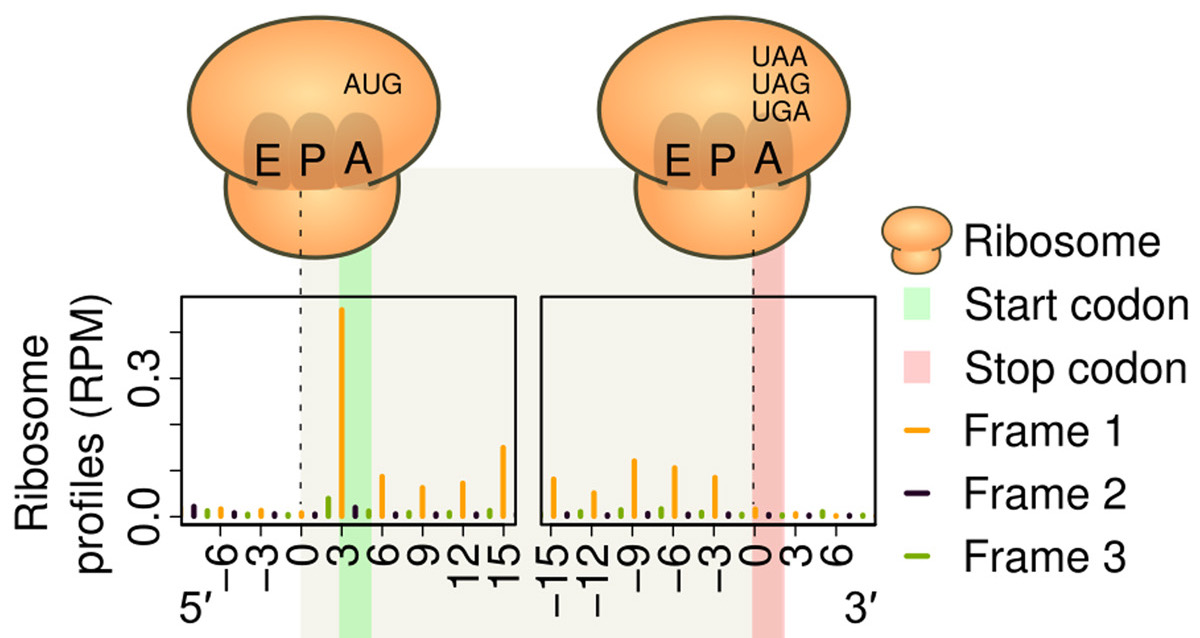 AUG
E P A
UAA
UAG
UGA
E P A
Ribosome
Start codon
Stop codon
Frame 1
Frame 2
Frame 3
Ribosome
profiles (RPM)
0.3
0.0
−6 −3 0 3 6 9 12 15
−15 −12 −9 −6 −3 0 3 6
5′
3′